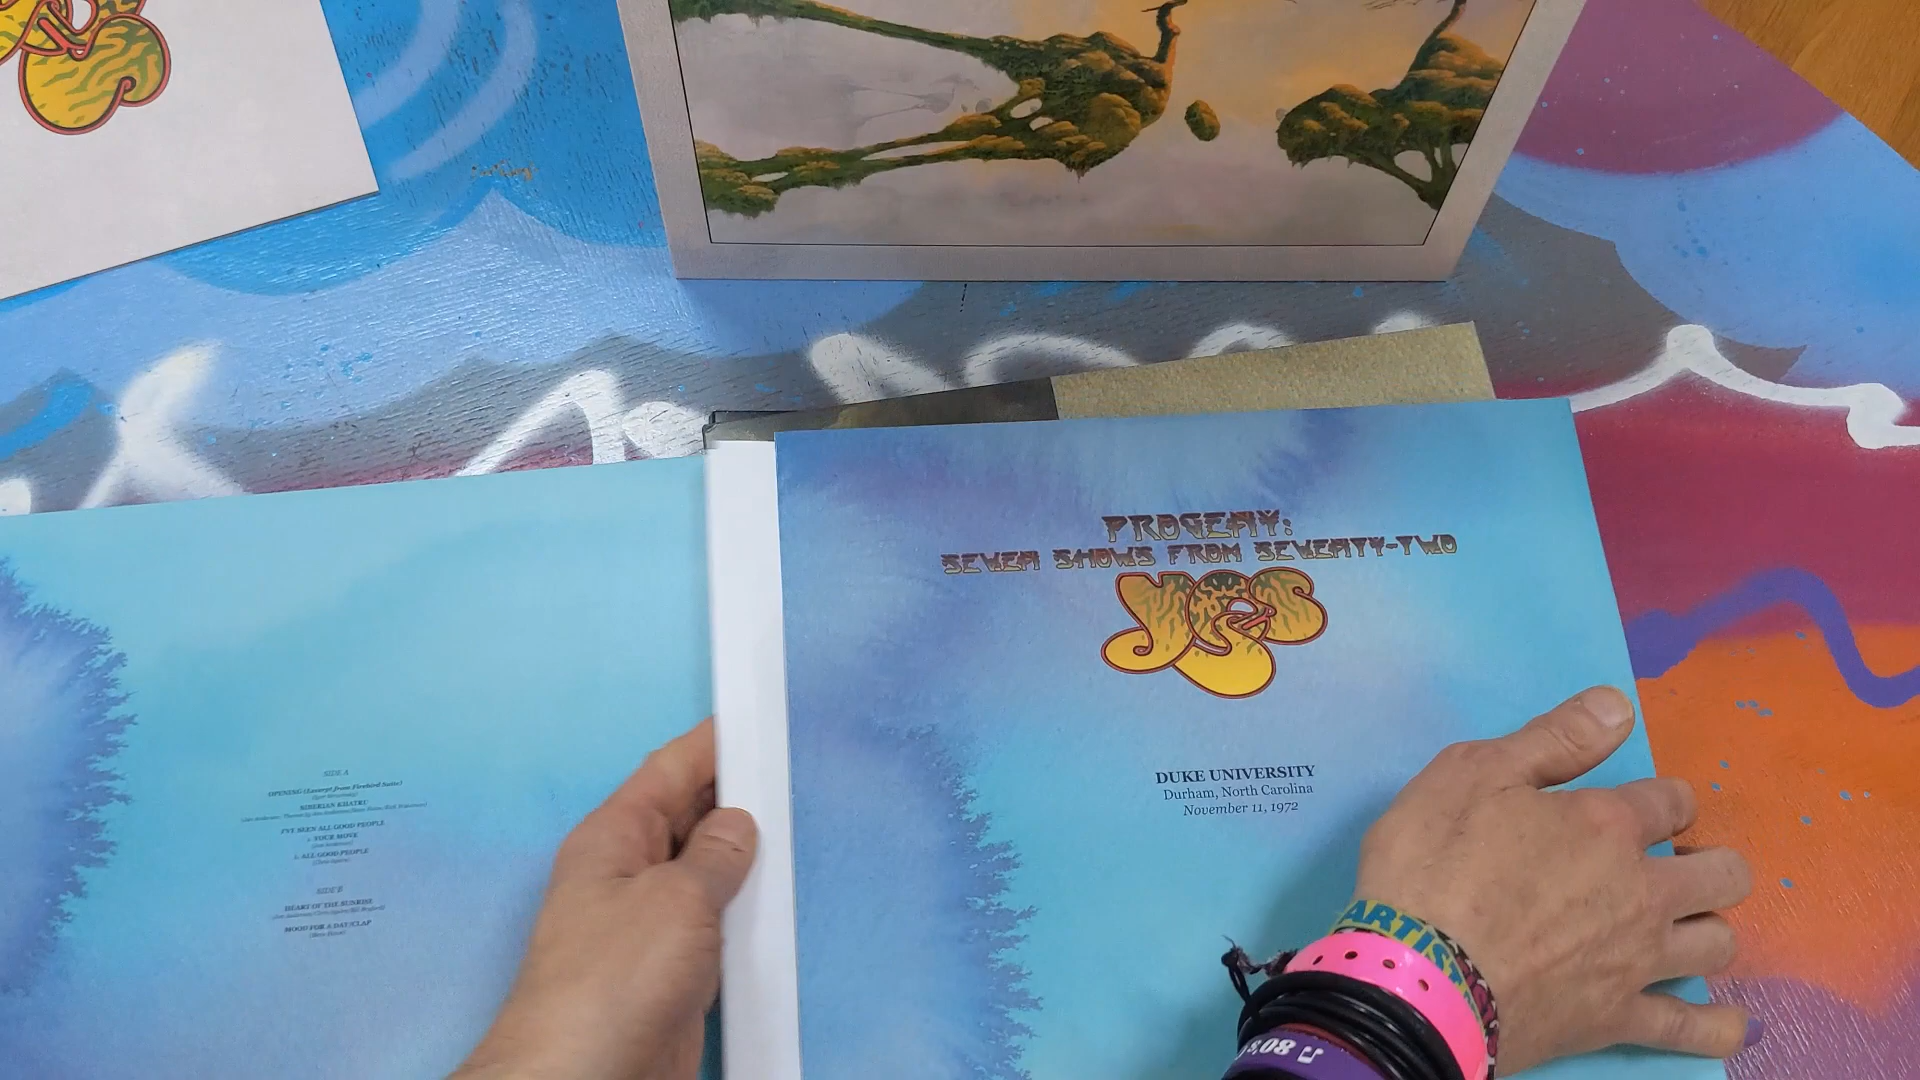 PROGENY:
SEVEN SHOWS FROM SEVENTY-TWO
YES
DUKE UNIVERSITY
Durham, North Carolina
November 11, 1972
SIDE A
OPENING (Excerpt from Firebird Suite)
SIBERIAN KHATRU
I'VE SEEN ALL GOOD PEOPLE
a. YOUR MOVE
b. ALL GOOD PEOPLE
SIDE B
HEART OF THE SUNRISE
MOOD FOR A DAY/CLAP
ARTIST
80's